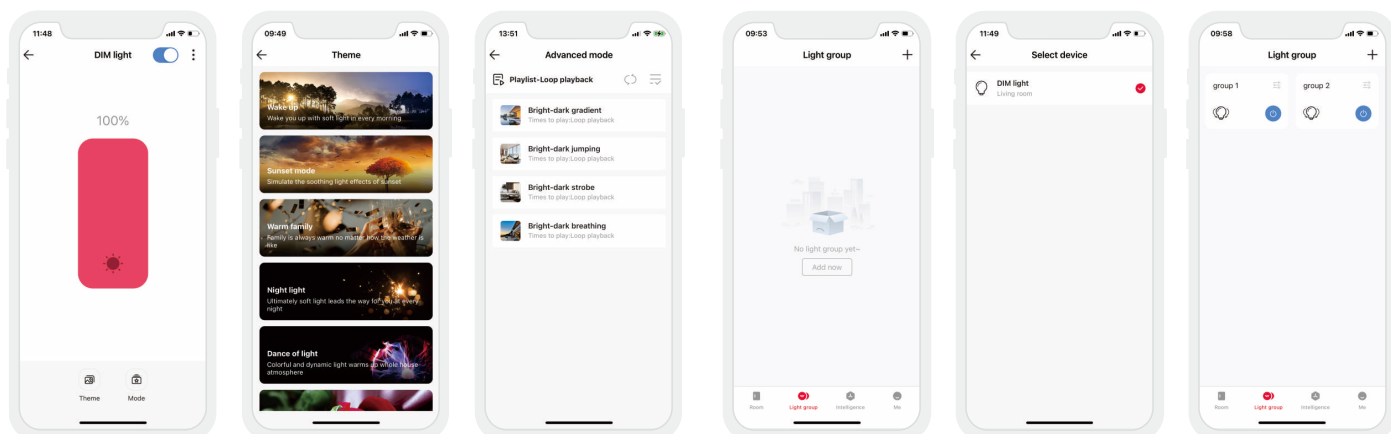 11:48
DIM light
100%
Theme
Mode
09:49
Theme
Wake up
Wake you up with soft light in every morning
Sunset mode
Simulate the soothing light effects of sunset
Warm family
Family is always warm no matter how the weather is
like
Night light
Ultimately soft light leads the way for you at every
night
Dance of light
Colorful and dynamic light warms up whole house
atmosphere
13:51
Advanced mode
Playlist-Loop playback
Bright-dark gradient
Times to play:Loop playback
Bright-dark jumping
Times to play:Loop playback
Bright-dark strobe
Times to play:Loop playback
Bright-dark breathing
Times to play:Loop playback
09:53
Light group
No light group yet~
Add now
Room
Light group
Intelligence
Me
11:49
Select device
DIM light
Living room
09:58
Light group
group 1
group 2
Room
Light group
Intelligence
Me